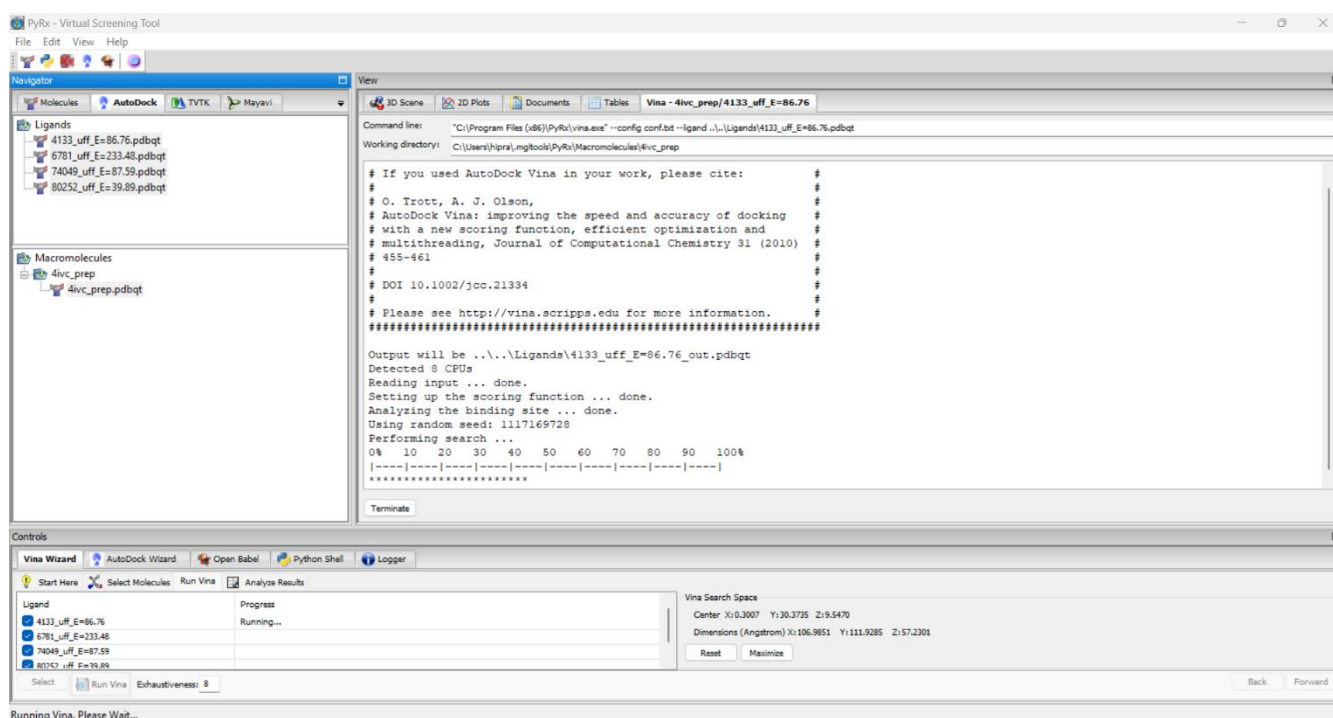 PyRx - Virtual Screening Tool
File Edit View Help
Navigator
Molecules AutoDock TVTK Mayavi
Ligands
4133_uff_E=86.76.pdbqt
6781_uff_E=233.48.pdbqt
74049_uff_E=87.59.pdbqt
80252_uff_E=39.89.pdbqt
Macromolecules
4ivc_prep
4ivc_prep.pdbqt
View
3D Scene 2D Plots Documents Tables Vina - 4ivc_prep/4133_uff_E=86.76
Command line: "C:\Program Files (x86)\PyRx\vina.exe" --config conf.txt --ligand ..\..\Ligands\4133_uff_E=86.76.pdbqt
Working directory: C:\Users\hipra\.mgltools\PyRx\Macromolecules\4ivc_prep
# If you used AutoDock Vina in your work, please cite: #
# #
# O. Trott, A. J. Olson, #
# AutoDock Vina: improving the speed and accuracy of docking #
# with a new scoring function, efficient optimization and #
# multithreading, Journal of Computational Chemistry 31 (2010) #
# 455-461 #
# #
# DOI 10.1002/jcc.21334 #
# #
# Please see http://vina.scripps.edu for more information. #
#################################################################
Output will be ..\..\Ligands\4133_uff_E=86.76_out.pdbqt
Detected 8 CPUs
Reading input ... done.
Setting up the scoring function ... done.
Analyzing the binding site ... done.
Using random seed: 1117169728
Performing search ...
0% 10 20 30 40 50 60 70 80 90 100%
|----|----|----|----|----|----|----|----|----|----|
***********************
Terminate
Controls
Vina Wizard AutoDock Wizard Open Babel Python Shell Logger
Start Here Select Molecules Run Vina Analyze Results
Ligand Progress
4133_uff_E=86.76 Running...
6781_uff_E=233.48
74049_uff_E=87.59
80252_uff_E=39.89
Vina Search Space
Center X:0.3007 Y:30.3735 Z:9.5470
Dimensions (Angstrom) X:106.9851 Y:111.9285 Z:57.2301
Reset Maximize
Select Run Vina Exhaustiveness: 8 Back Forward
Running Vina, Please Wait...